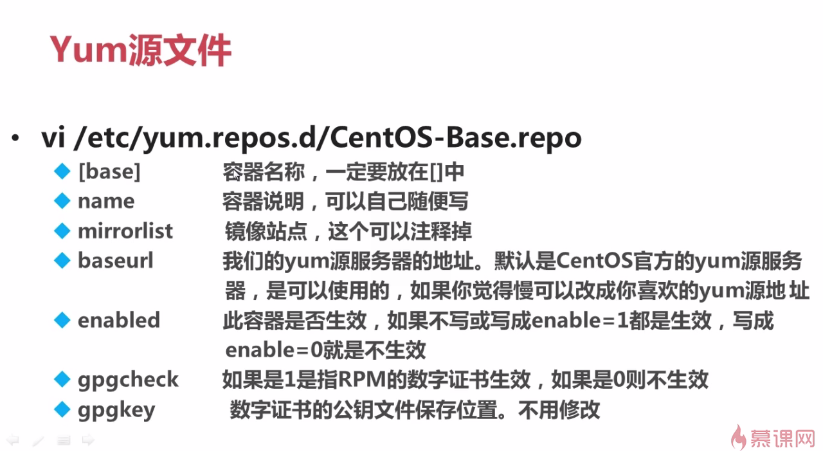 Yum源文件
• vi /etc/yum.repos.d/CentOS-Base.repo
◆ [base] 容器名称，一定要放在[]中
◆ name 容器说明，可以自己随便写
◆ mirrorlist 镜像站点，这个可以注释掉
◆ baseurl 我们的yum源服务器的地址。默认是CentOS官方的yum源服务
器，是可以使用的，如果你觉得慢可以改成你喜欢的yum源地址
◆ enabled 此容器是否生效，如果不写或写成enable=1都是生效，写成
enable=0就是不生效
◆ gpgcheck 如果是1是指RPM的数字证书生效，如果是0则不生效
◆ gpgkey 数字证书的公钥文件保存位置。不用修改
慕课网